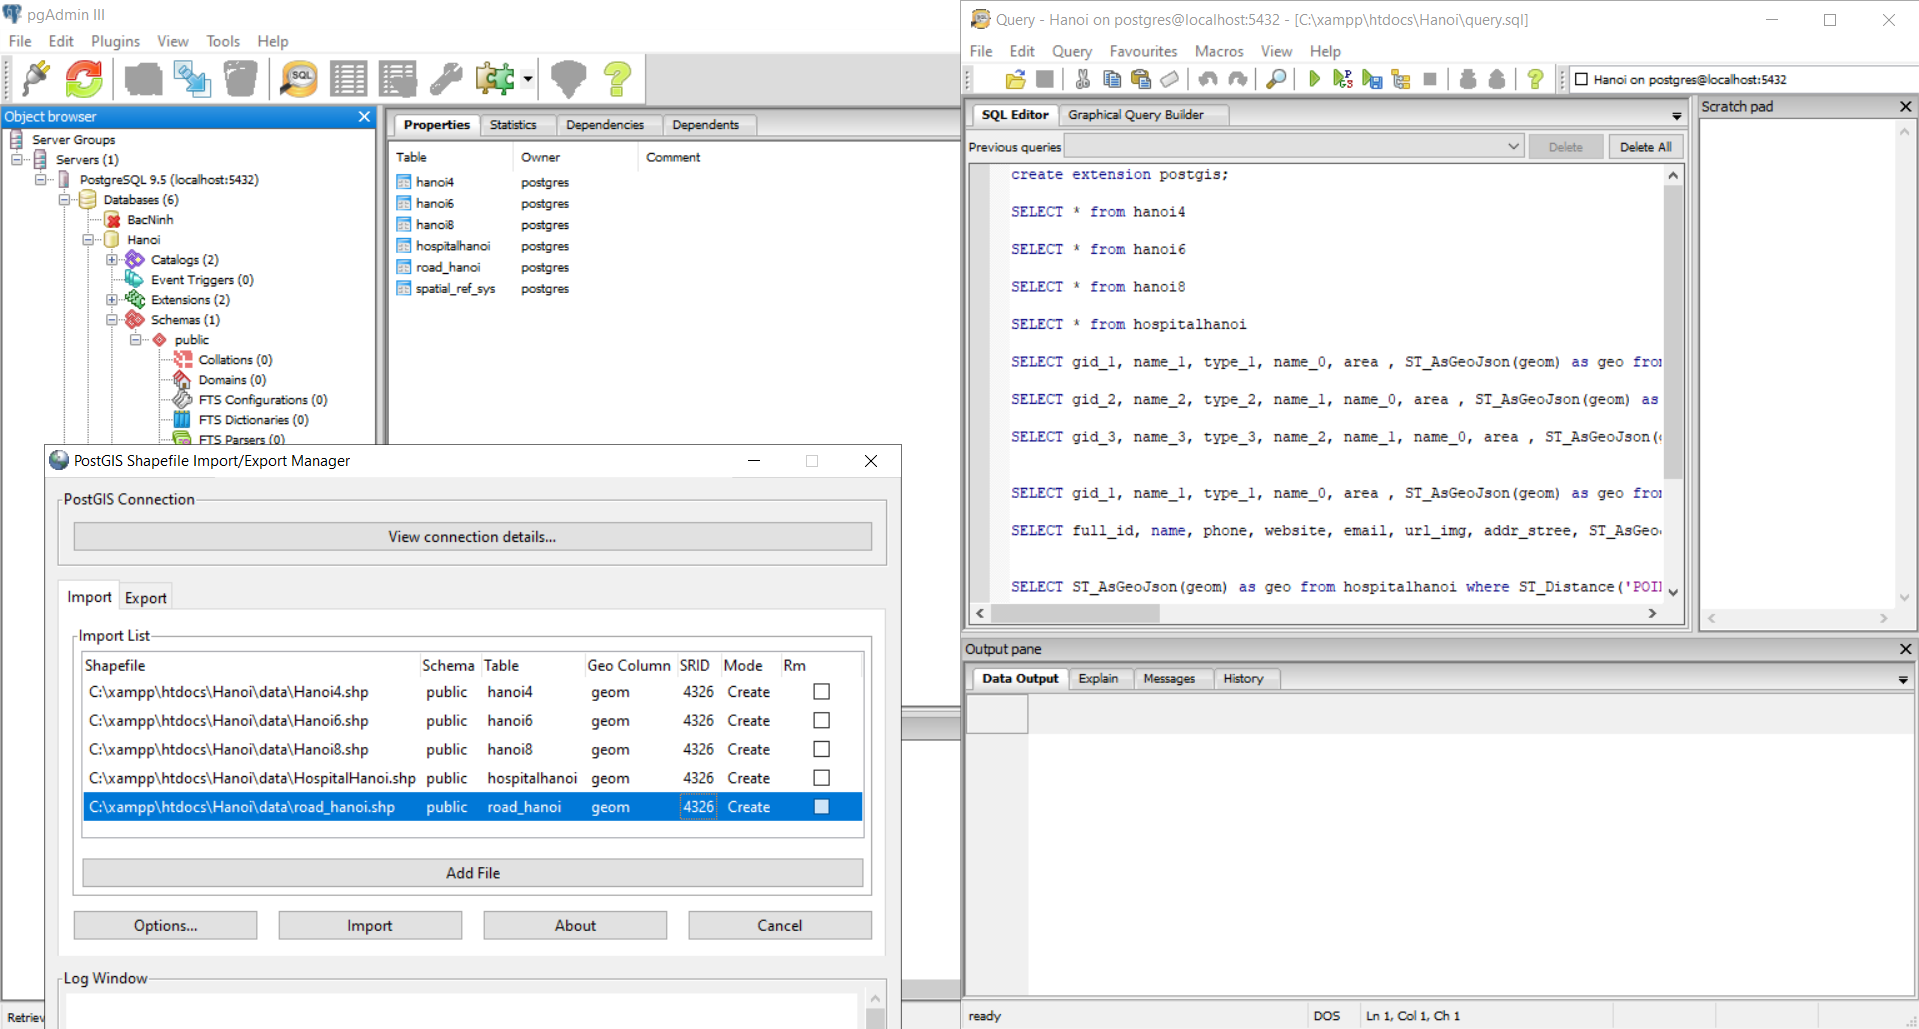 pgAdmin III
File Edit Plugins View Tools Help
SQL
Object browser
Server Groups
Servers (1)
PostgreSQL 9.5 (localhost:5432)
Databases (6)
BacNinh
Hanoi
Catalogs (2)
Event Triggers (0)
Extensions (2)
Schemas (1)
public
Collations (0)
Domains (0)
FTS Configurations (0)
FTS Dictionaries (0)
FTS Parsers (0)
Properties Statistics Dependencies Dependents
Table Owner Comment
hanoi4 postgres
hanoi6 postgres
hanoi8 postgres
hospitalhanoi postgres
road_hanoi postgres
spatial_ref_sys postgres
PostGIS Shapefile Import/Export Manager
PostGIS Connection
View connection details...
Import Export
Import List
Shapefile Schema Table Geo Column SRID Mode Rm
C:\xampp\htdocs\Hanoi\data\Hanoi4.shp public hanoi4 geom 4326 Create
C:\xampp\htdocs\Hanoi\data\Hanoi6.shp public hanoi6 geom 4326 Create
C:\xampp\htdocs\Hanoi\data\Hanoi8.shp public hanoi8 geom 4326 Create
C:\xampp\htdocs\Hanoi\data\HospitalHanoi.shp public hospitalhanoi geom 4326 Create
C:\xampp\htdocs\Hanoi\data\road_hanoi.shp public road_hanoi geom 4326 Create
Add File
Options... Import About Cancel
Log Window
Retriev
Query - Hanoi on postgres@localhost:5432 - [C:\xampp\htdocs\Hanoi\query.sql]
File Edit Query Favourites Macros View Help
Hanoi on postgres@localhost:5432
SQL Editor Graphical Query Builder
Previous queries Delete Delete All
create extension postgis;
SELECT * from hanoi4
SELECT * from hanoi6
SELECT * from hanoi8
SELECT * from hospitalhanoi
SELECT gid_1, name_1, type_1, name_0, area , ST_AsGeoJson(geom) as geo fro
SELECT gid_2, name_2, type_2, name_1, name_0, area , ST_AsGeoJson(geom) as
SELECT gid_3, name_3, type_3, name_2, name_1, name_0, area , ST_AsGeoJson(
SELECT gid_1, name_1, type_1, name_0, area , ST_AsGeoJson(geom) as geo fro
SELECT full_id, name, phone, website, email, url_img, addr_stree, ST_AsGeo
SELECT ST_AsGeoJson(geom) as geo from hospitalhanoi where ST_Distance('POI
Scratch pad
Output pane
Data Output Explain Messages History
ready DOS Ln 1, Col 1, Ch 1